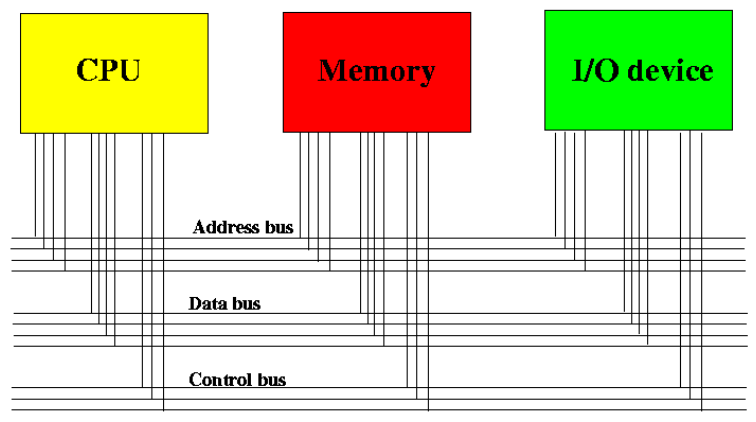 CPU
Memory
I/O device
Address bus
Data bus
Control bus